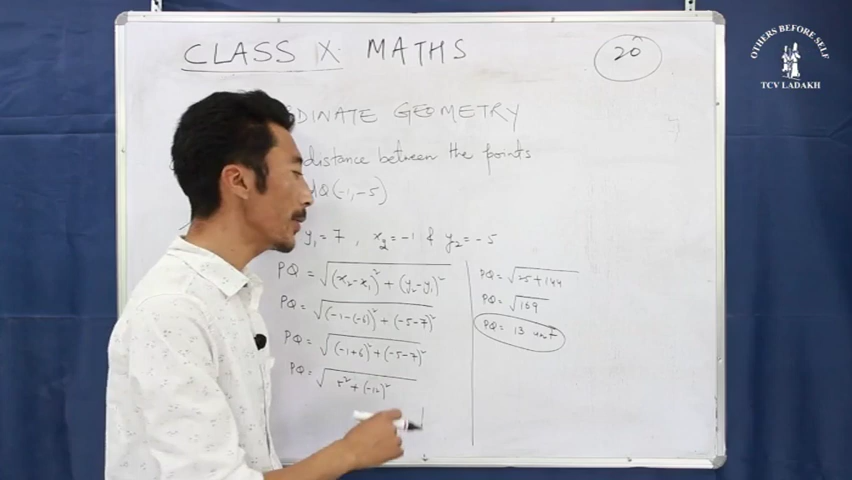 CLASS X MATHS
20
OTHERS BEFORE SELF
TCV LADAKH
DINATE GEOMETRY
distance between the points
Q(-1, -5)
y₁ = 7 , x₂ = -1 & y₂ = -5
PQ = √(x₂-x₁)² + (y₂-y₁)²
PQ = √(-1-(-6))² + (-5-7)²
PQ = √(-1+6)² + (-5-7)²
PQ = √5² + (-12)²
PQ = √25+144
PQ = √169
PQ = 13 unit